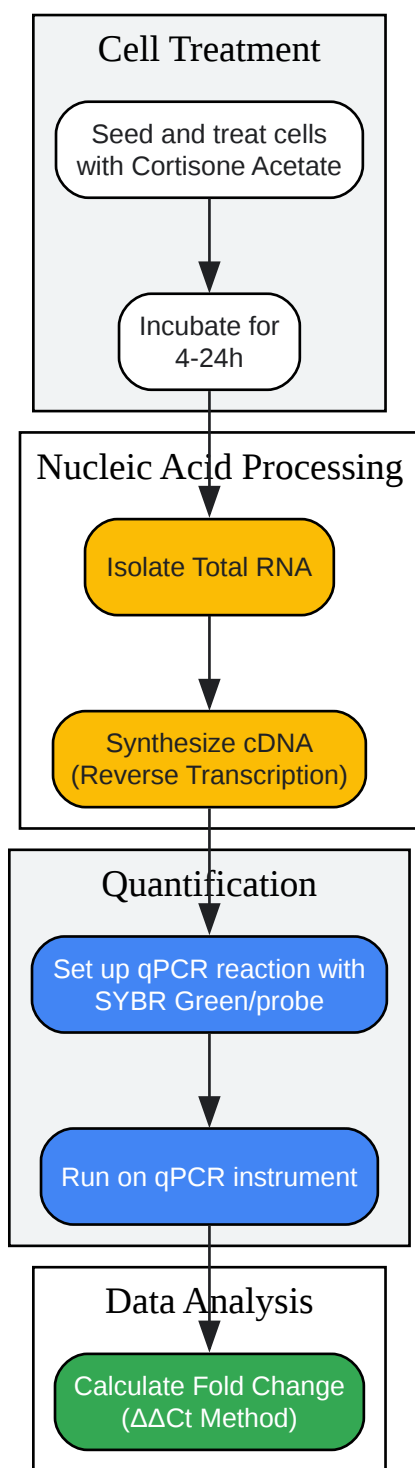 Cell Treatment
Seed and treat cells
with Cortisone Acetate
Incubate for
4-24h
Nucleic Acid Processing
Isolate Total RNA
Synthesize cDNA
(Reverse Transcription)
Quantification
Set up qPCR reaction with
SYBR Green/probe
Run on qPCR instrument
Data Analysis
Calculate Fold Change
(ΔΔCt Method)